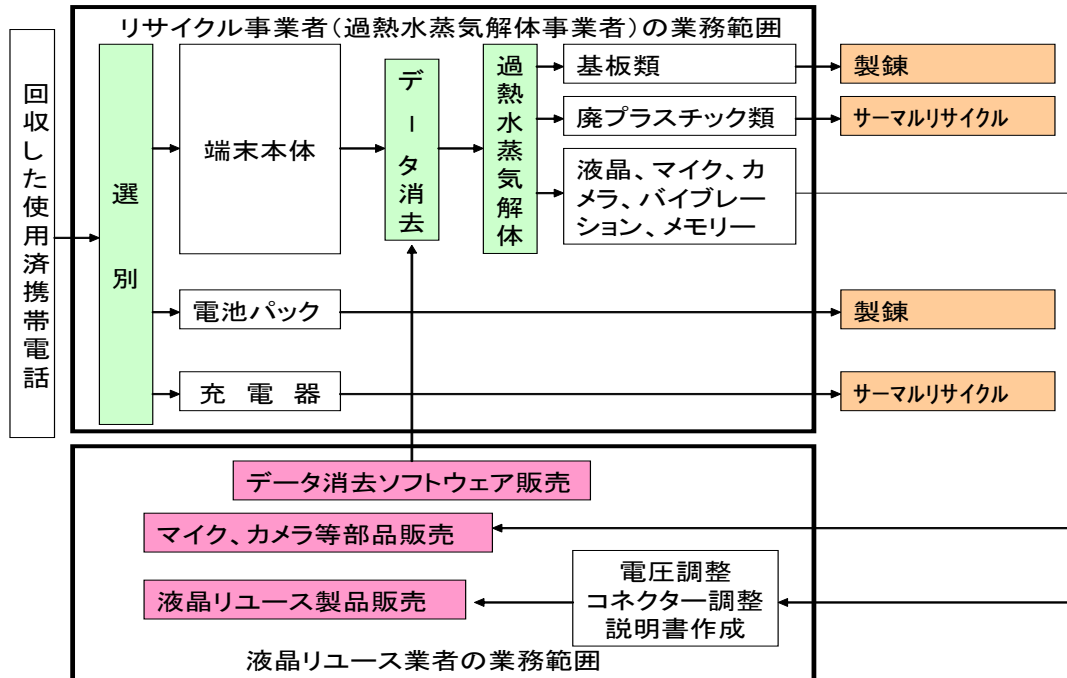 リサイクル事業者(過熱水蒸気解体事業者)の業務範囲
回収した使用済携帯電話
選別
端末本体
データ消去
過熱水蒸気解体
基板類
製錬
廃プラスチック類
サーマルリサイクル
液晶、マイク、カ
メラ、バイブレー
ション、メモリー
電池パック
製錬
充電器
サーマルリサイクル
データ消去ソフトウェア販売
マイク、カメラ等部品販売
液晶リユース製品販売
電圧調整
コネクター調整
説明書作成
液晶リユース業者の業務範囲